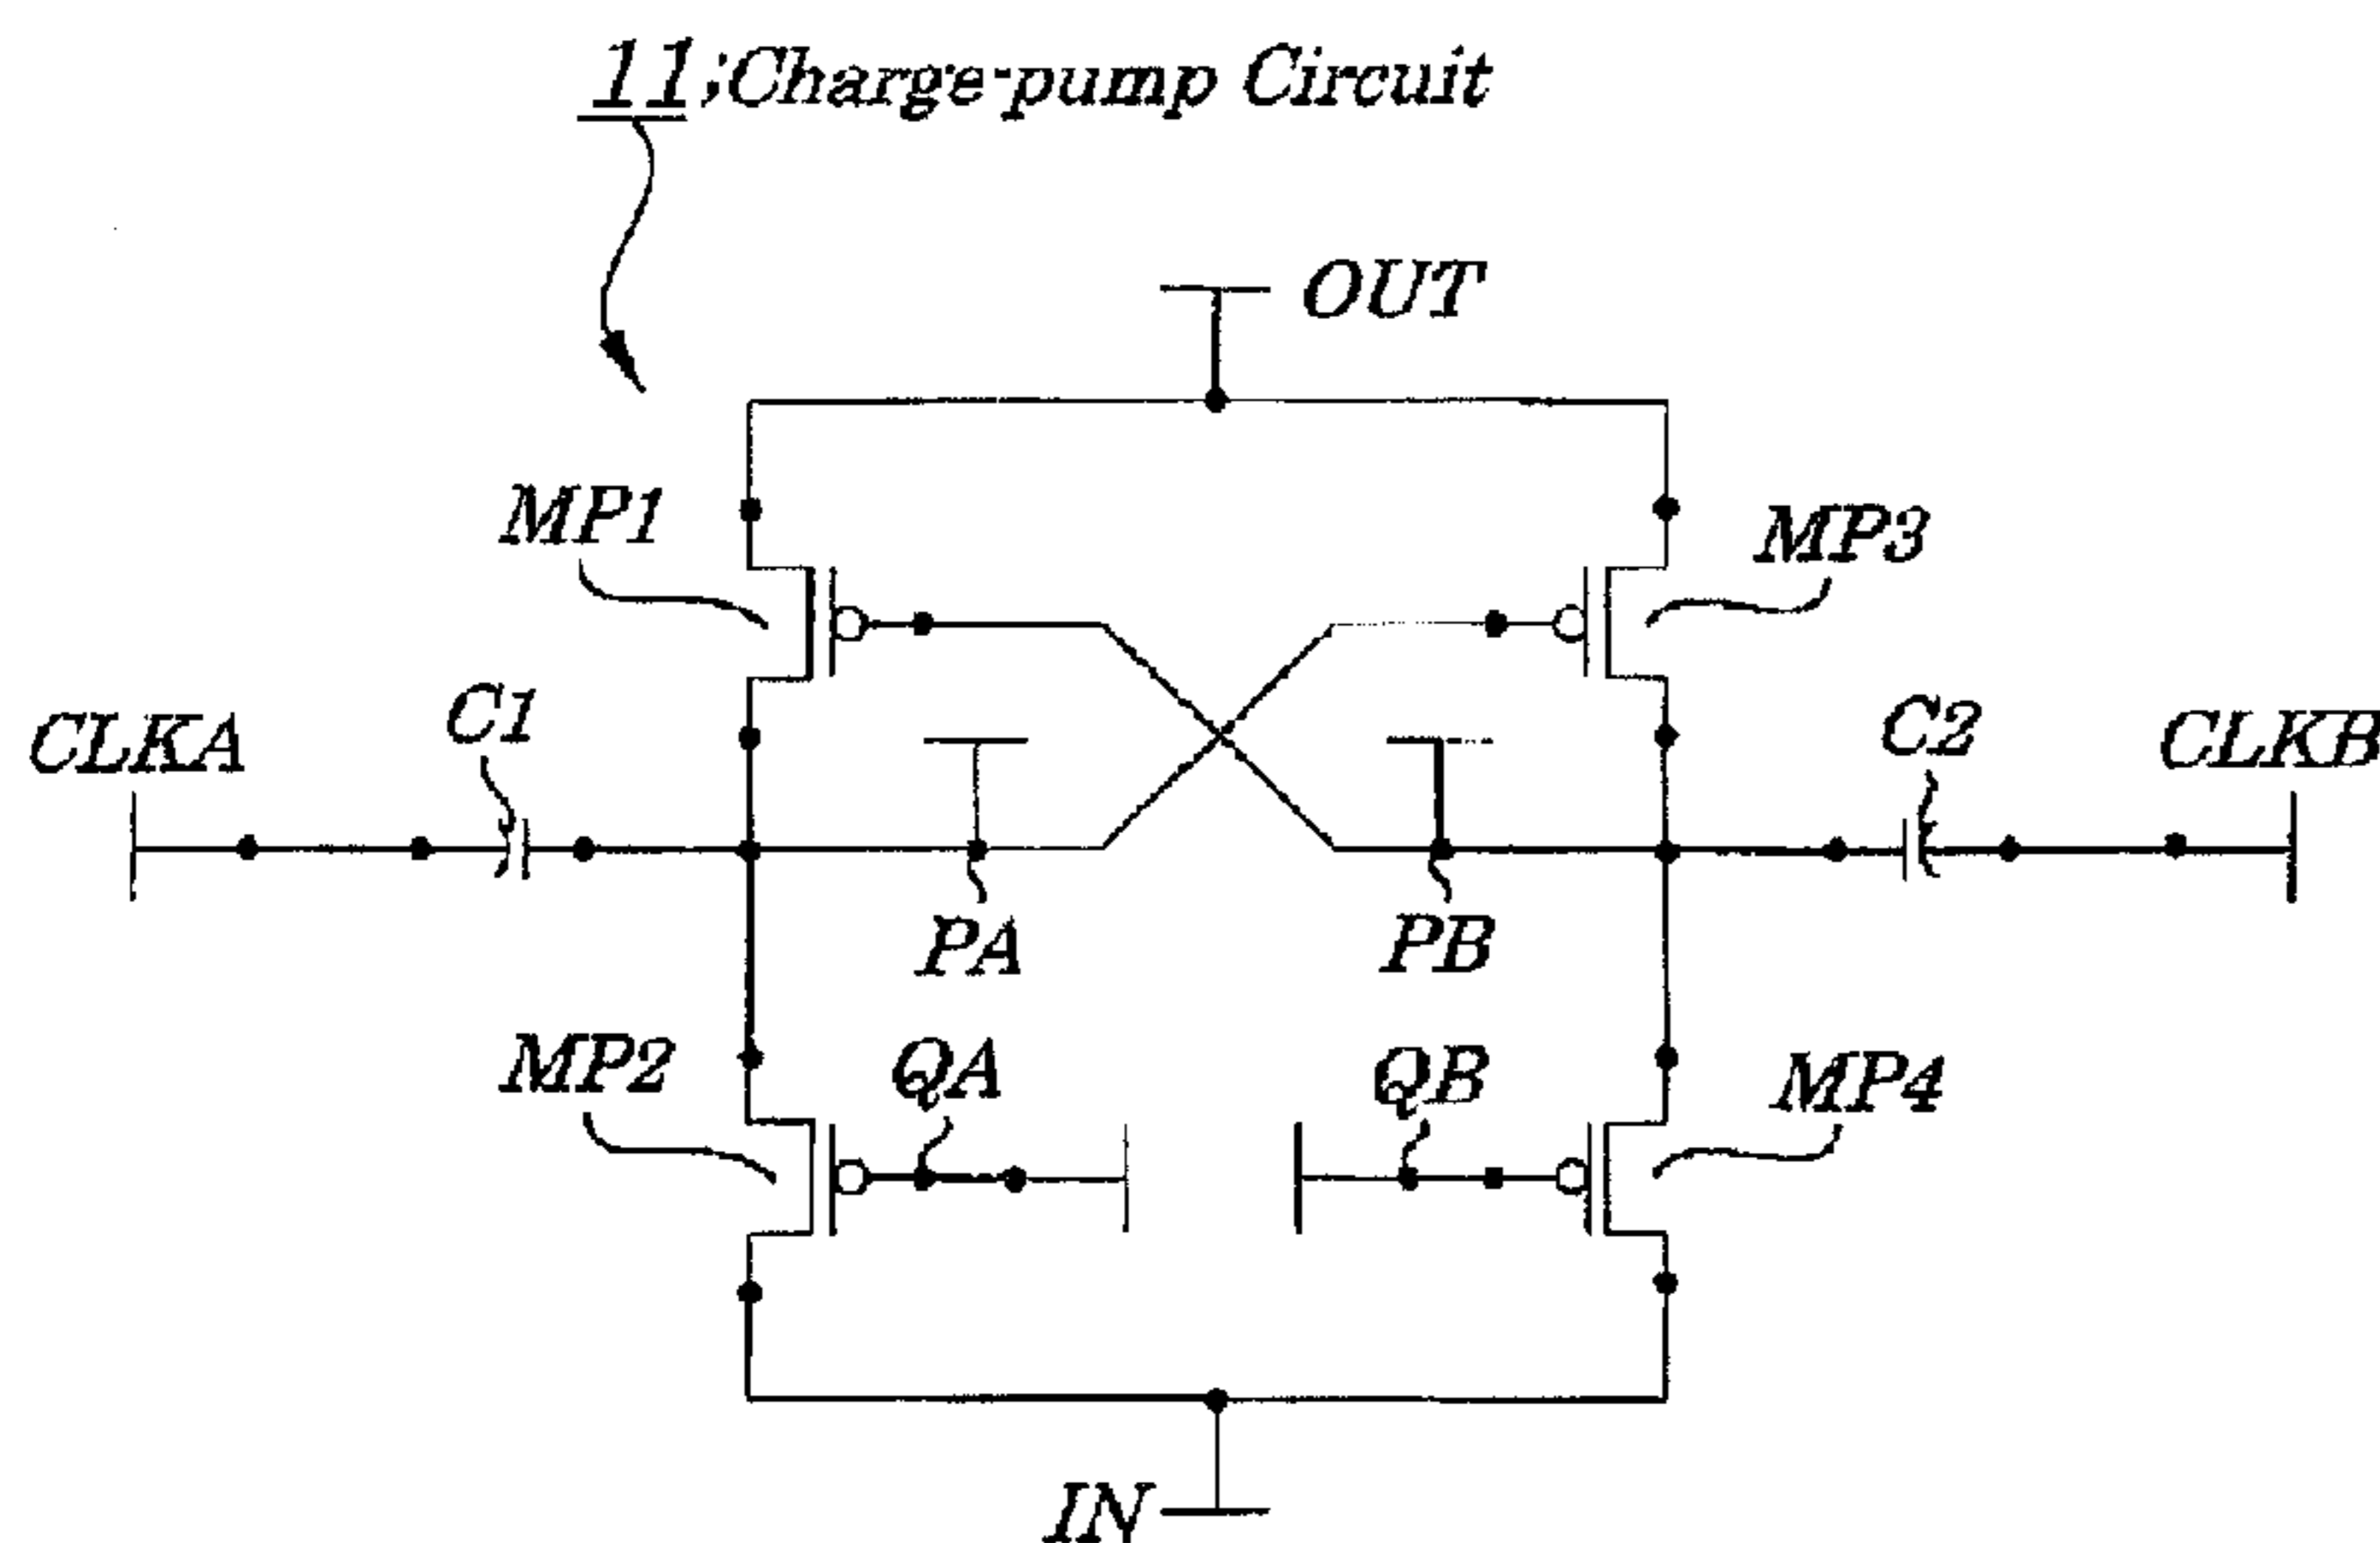 11;Charge-pump Circuit
OUT
MP1
MP3
CLKA
C1
C2
CLKB
PA
PB
MP2
QA
QB
MP4
IN